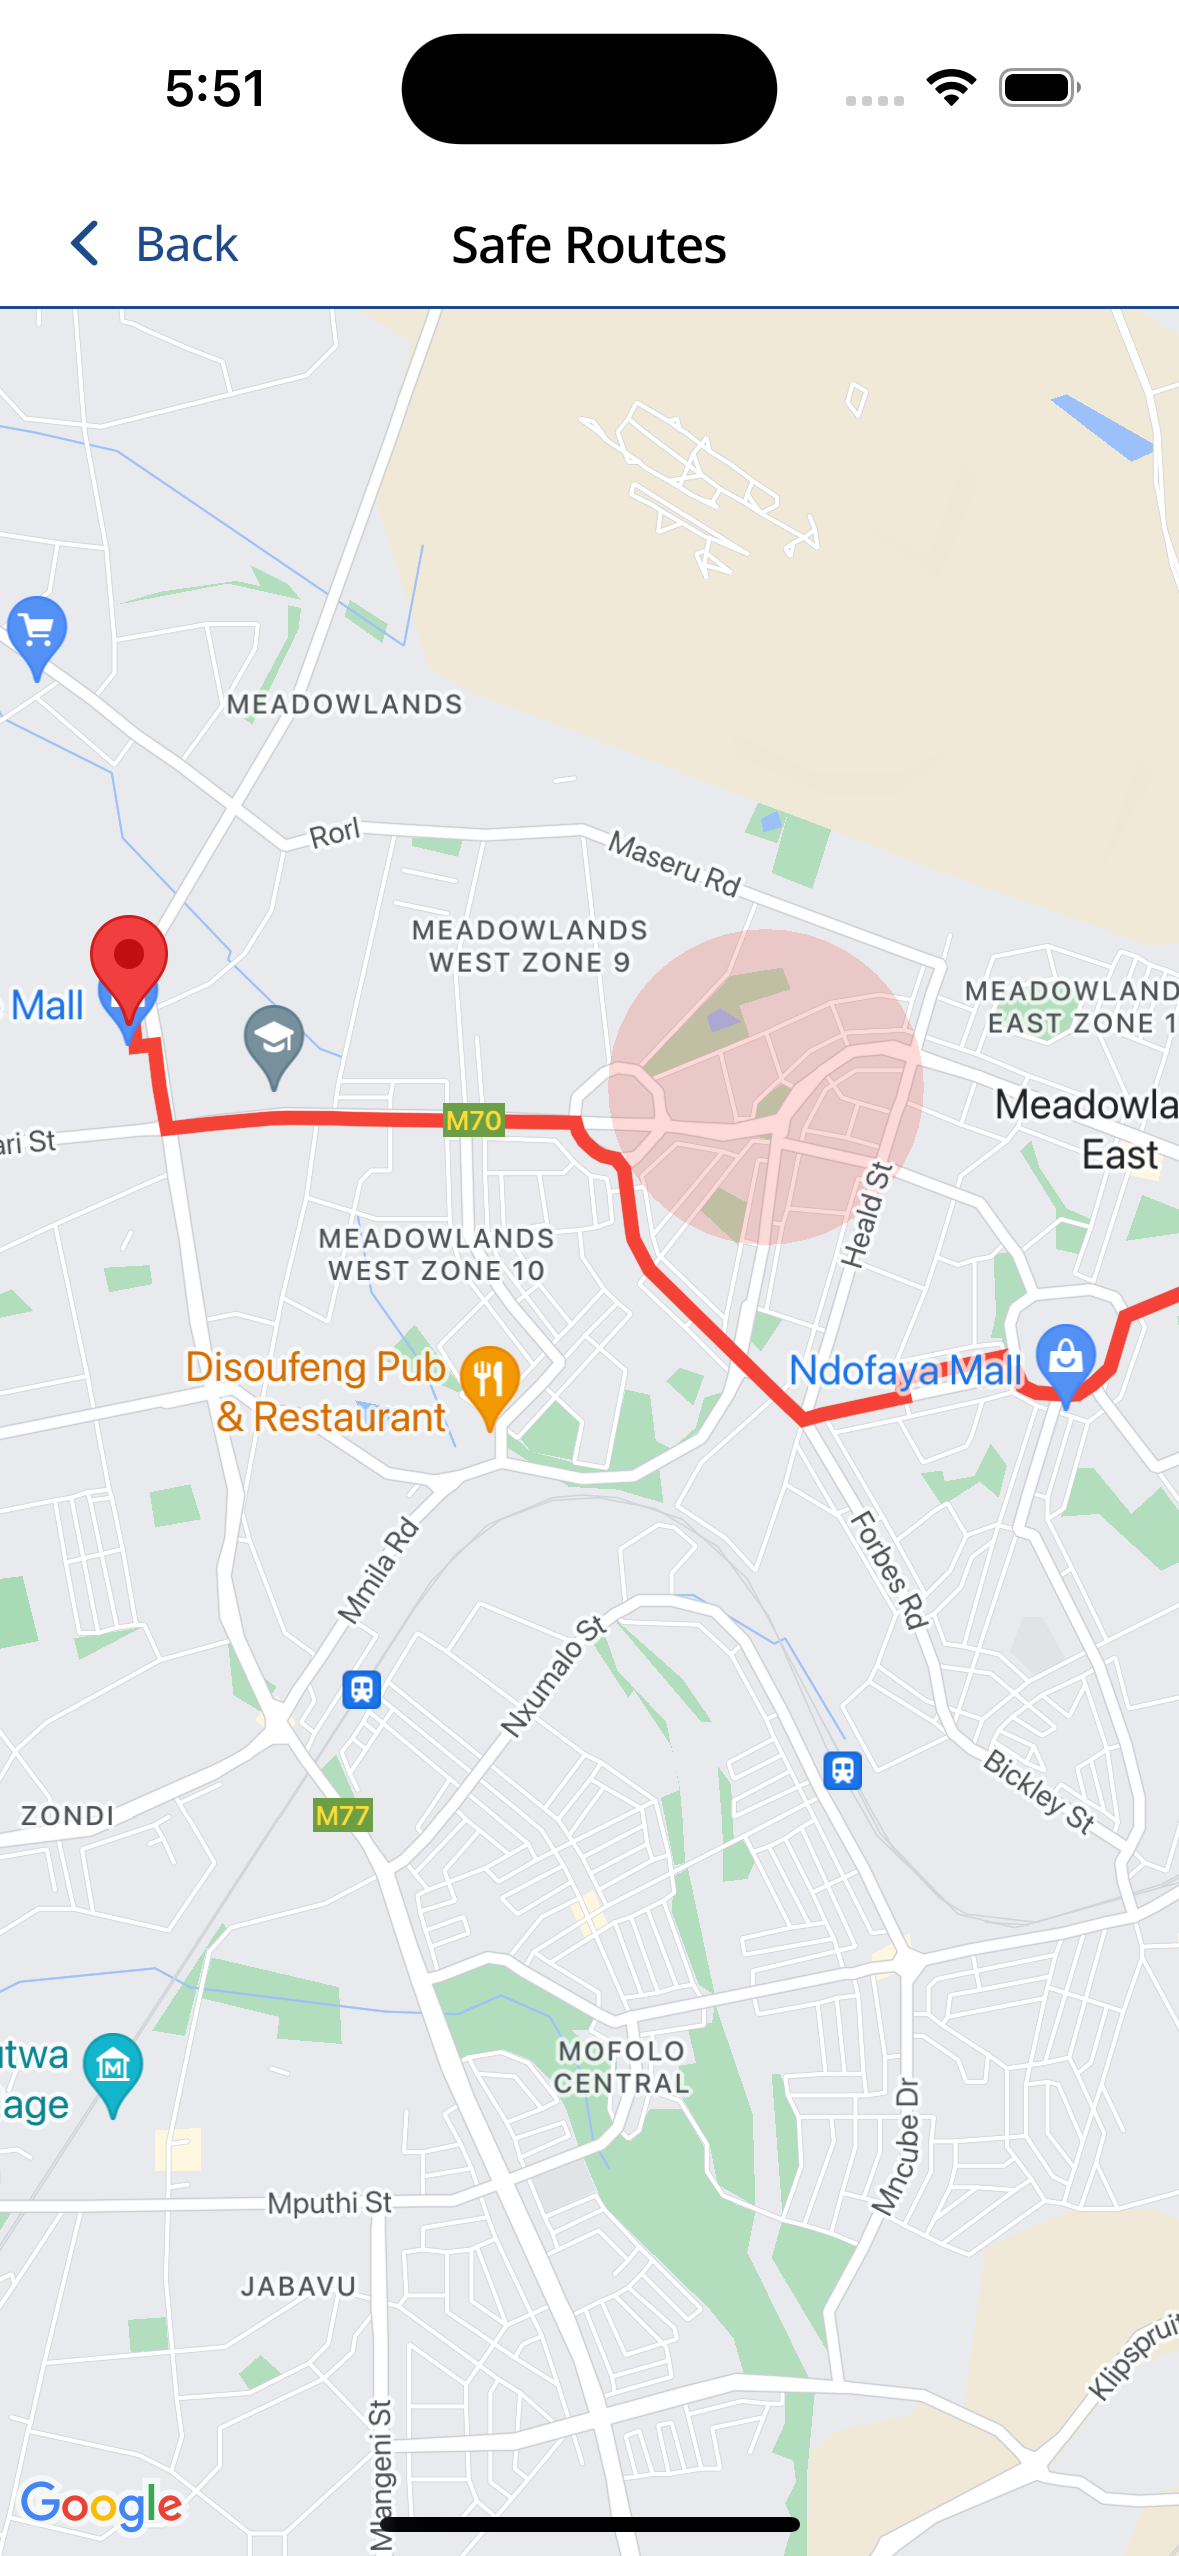 5:51
Back
Safe Routes
MEADOWLANDS
Rorl
Maseru Rd
MEADOWLANDS
WEST ZONE 9
MEADOWLAND
EAST ZONE 1
Mall
M70
Meadowla
East
ari St
Heald St
MEADOWLANDS
WEST ZONE 10
Disoufeng Pub
& Restaurant
Ndofaya Mall
Mmila Rd
Forbes Rd
Nxumalo St
Bickley St
ZONDI
M77
MOFOLO
CENTRAL
twa
age
Mncube Dr
Mputhi St
JABAVU
Klipspruit
Mlangeni St
Google